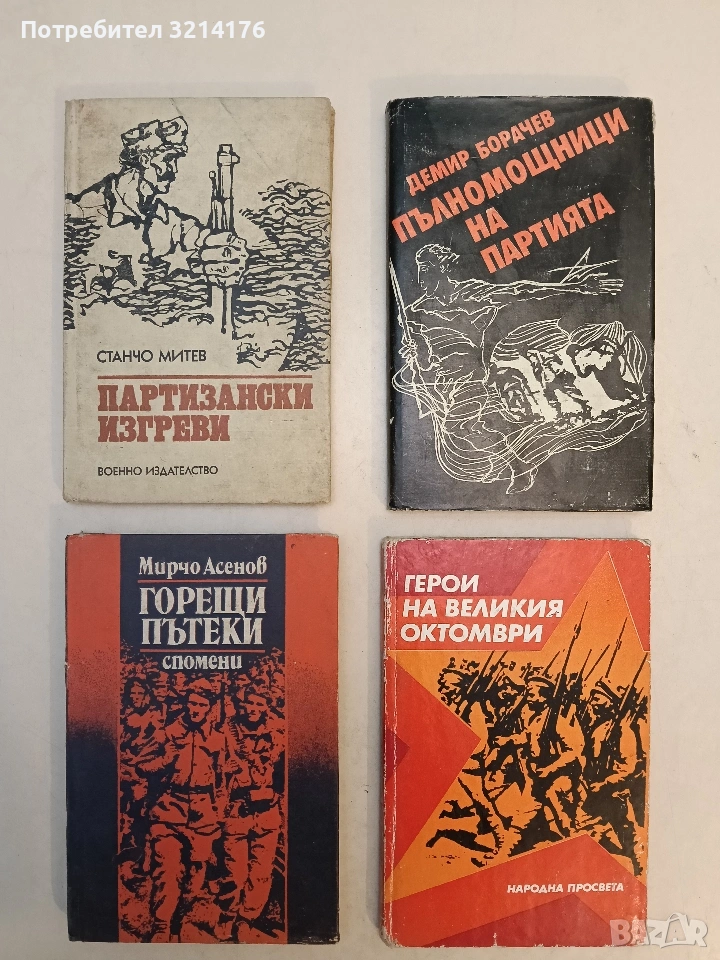 Потребител 3214176
СТАНЧО МИТЕВ
ПАРТИЗАНСКИ
ИЗГРЕВИ
ВОЕННО ИЗДАТЕЛСТВО
ДЕМИР БОРАЧЕВ
ПЪЛНОМОЩНИЦИ
НА
ПАРТИЯТА
Мирчо Асенов
ГОРЕЩИ
ПЪТЕКИ
спомени
ГЕРОИ
НА ВЕЛИКИЯ
ОКТОМВРИ
НАРОДНА ПРОСВЕТА
BAZAR